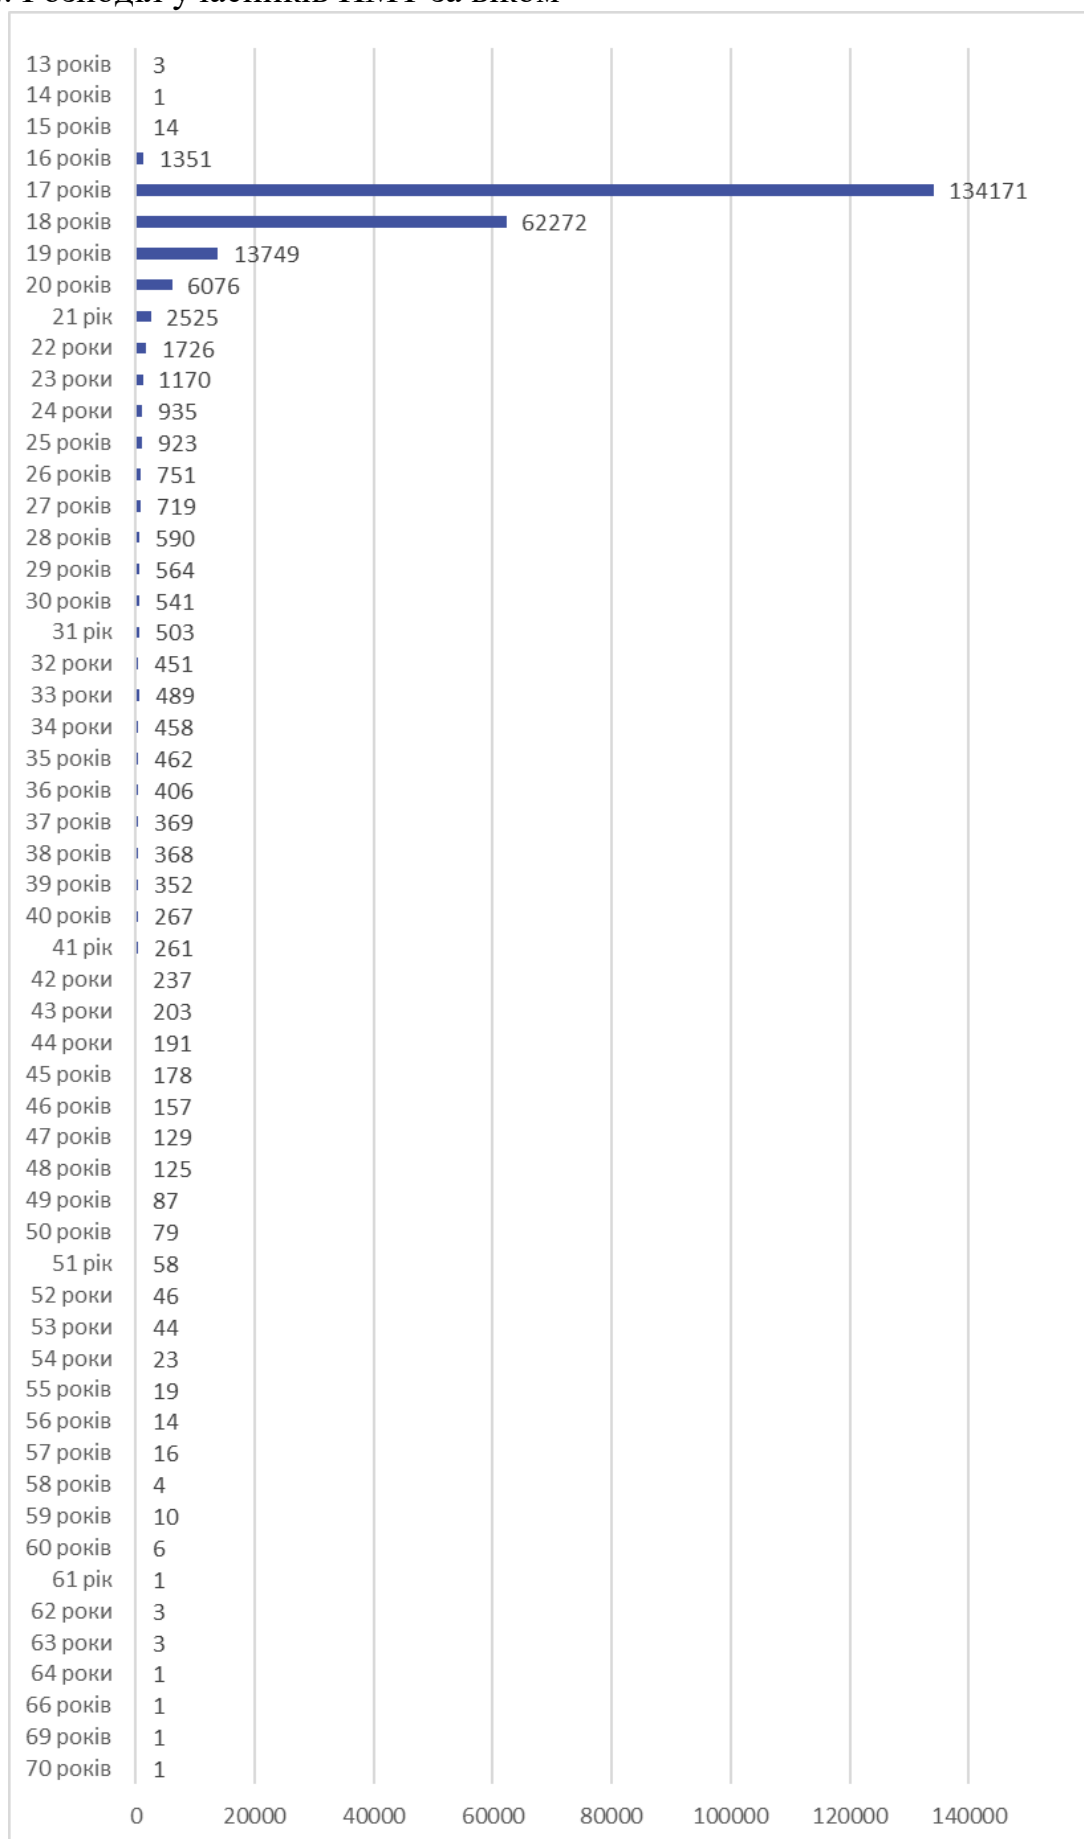 13 років 3
14 років 1
15 років 14
16 років 1351
17 років 134171
18 років 62272
19 років 13749
20 років 6076
21 рік 2525
22 роки 1726
23 роки 1170
24 роки 935
25 років 923
26 років 751
27 років 719
28 років 590
29 років 564
30 років 541
31 рік 503
32 роки 451
33 роки 489
34 роки 458
35 років 462
36 років 406
37 років 369
38 років 368
39 років 352
40 років 267
41 рік 261
42 роки 237
43 роки 203
44 роки 191
45 років 178
46 років 157
47 років 129
48 років 125
49 років 87
50 років 79
51 рік 58
52 роки 46
53 роки 44
54 роки 23
55 років 19
56 років 14
57 років 16
58 років 4
59 років 10
60 років 6
61 рік 1
62 роки 3
63 роки 3
64 роки 1
66 років 1
69 років 1
70 років 1
0 20000 40000 60000 80000 100000 120000 140000